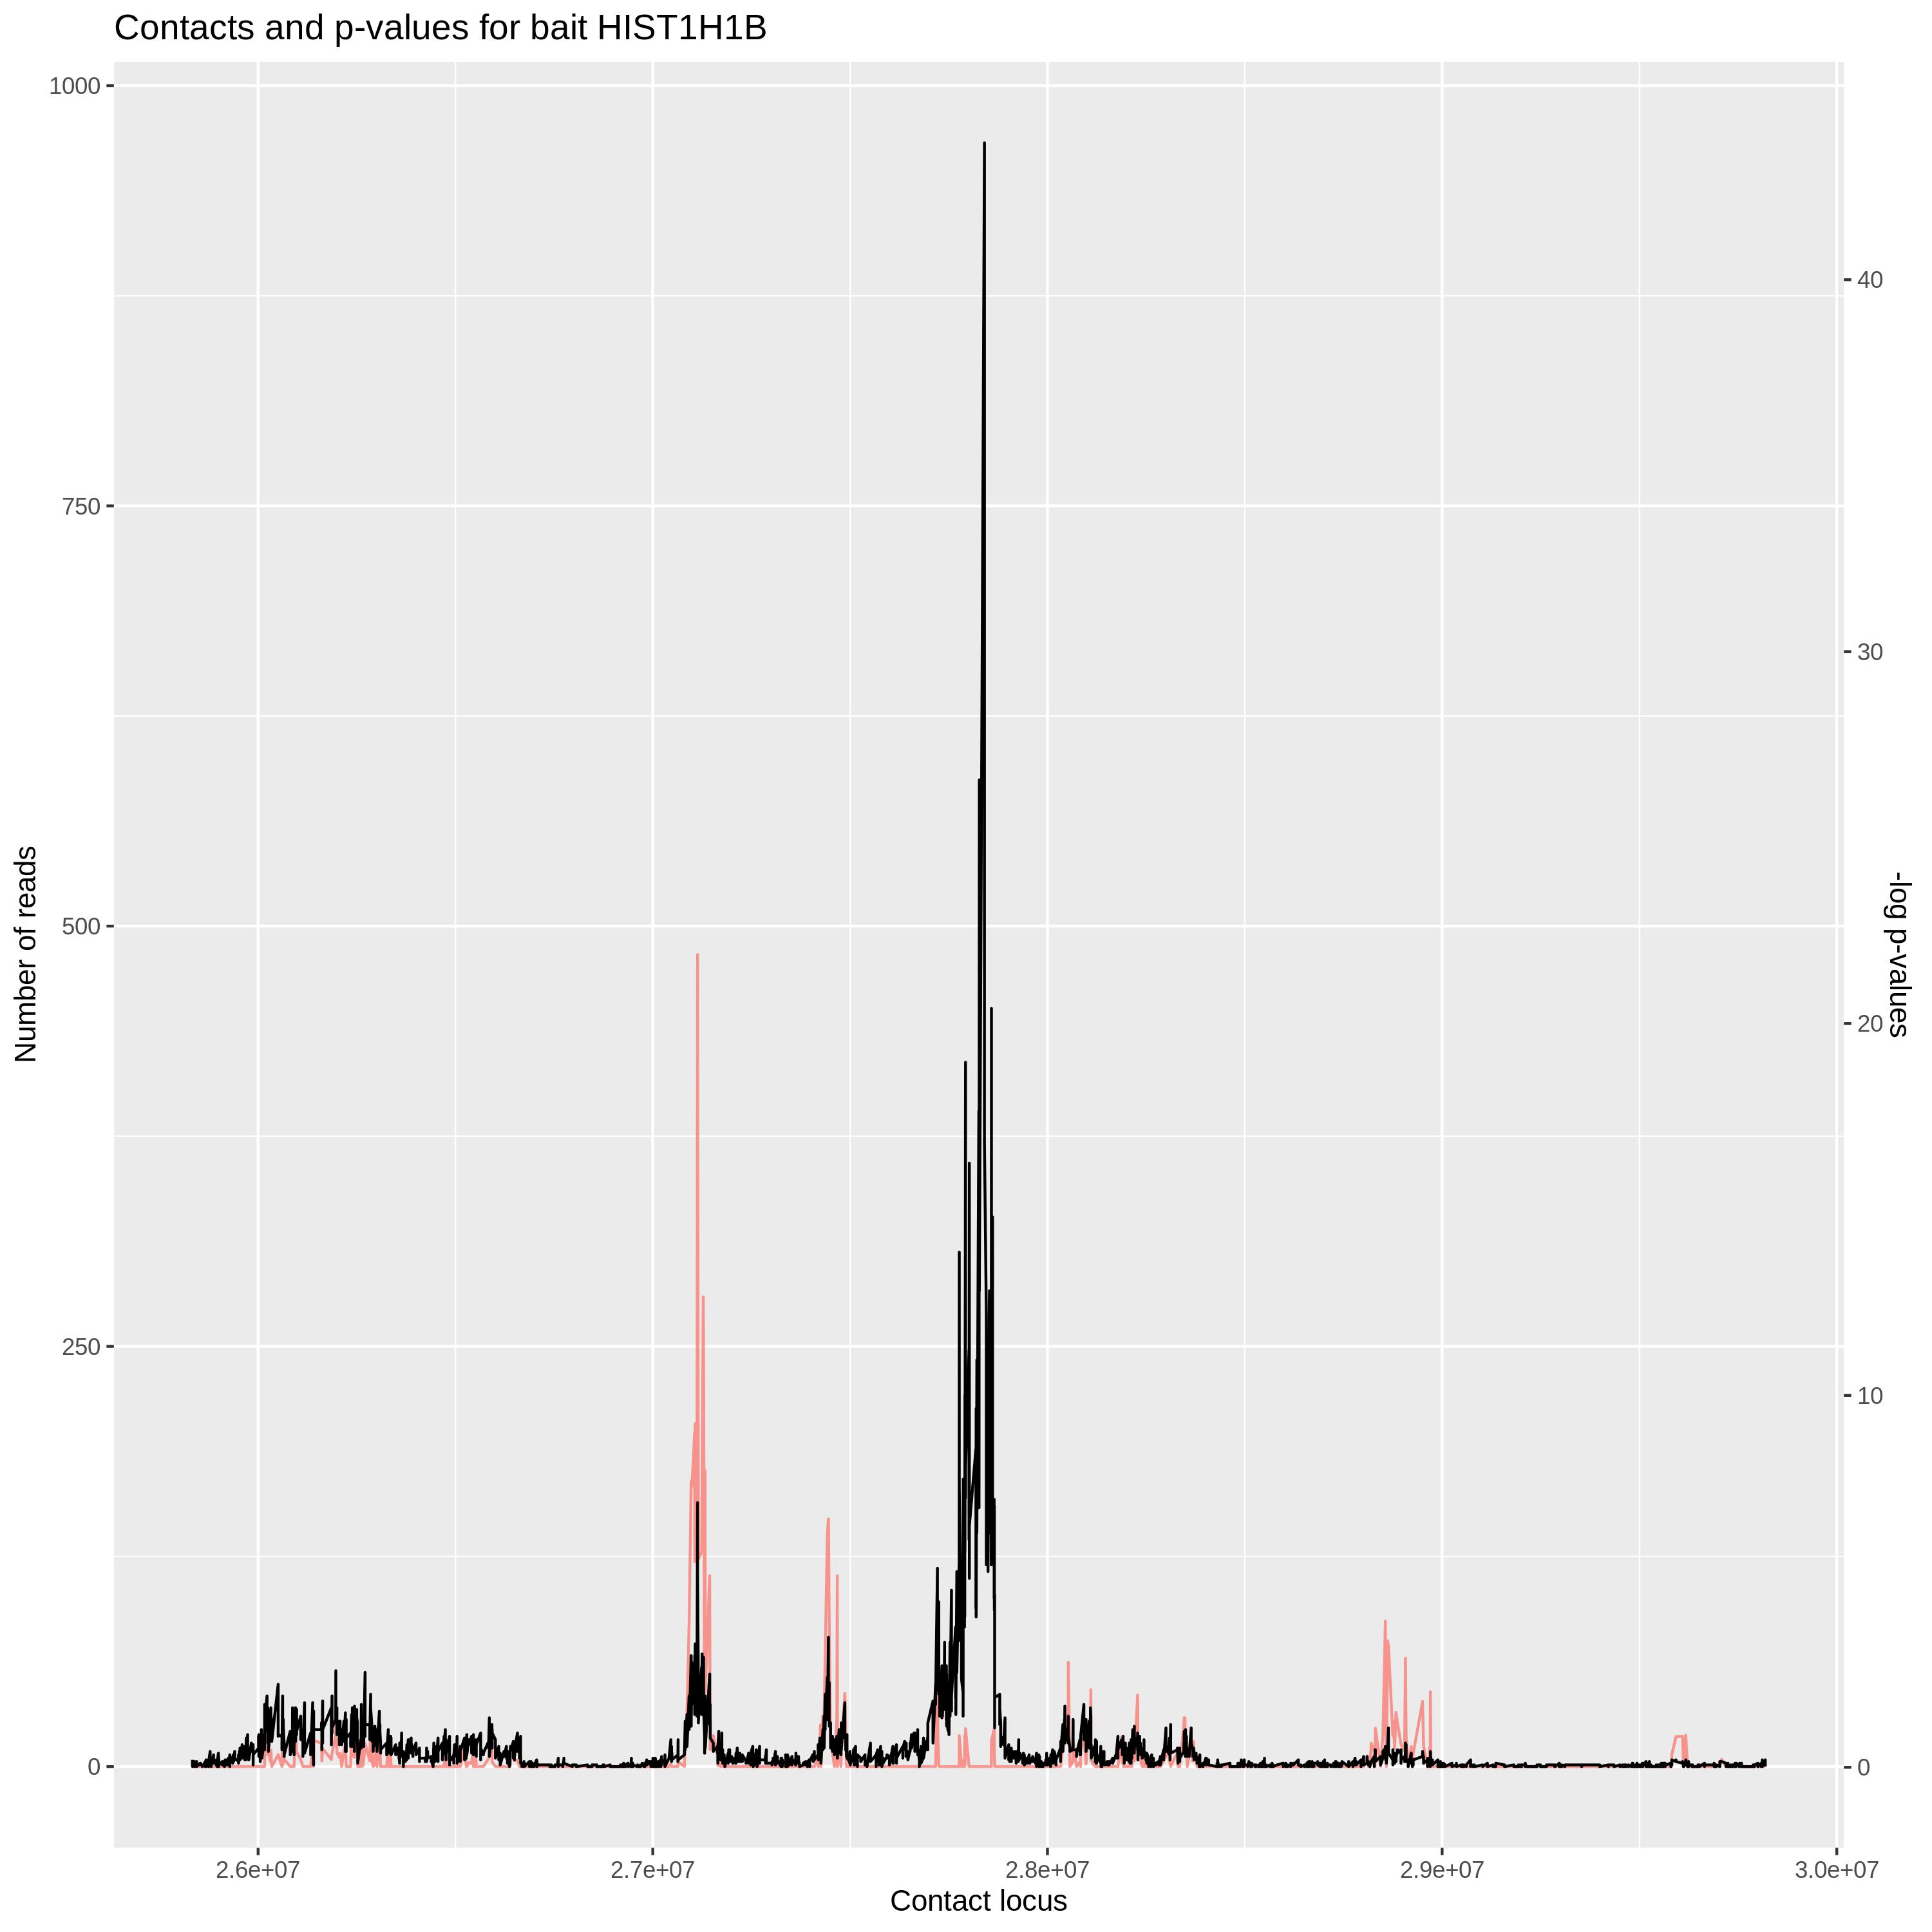 Contacts and p-values for bait HIST1H1B
1000
750
500
250
0
Number of reads
40
30
20
10
0
-log p-values
2.6e+07
2.7e+07
2.8e+07
2.9e+07
3.0e+07
Contact locus